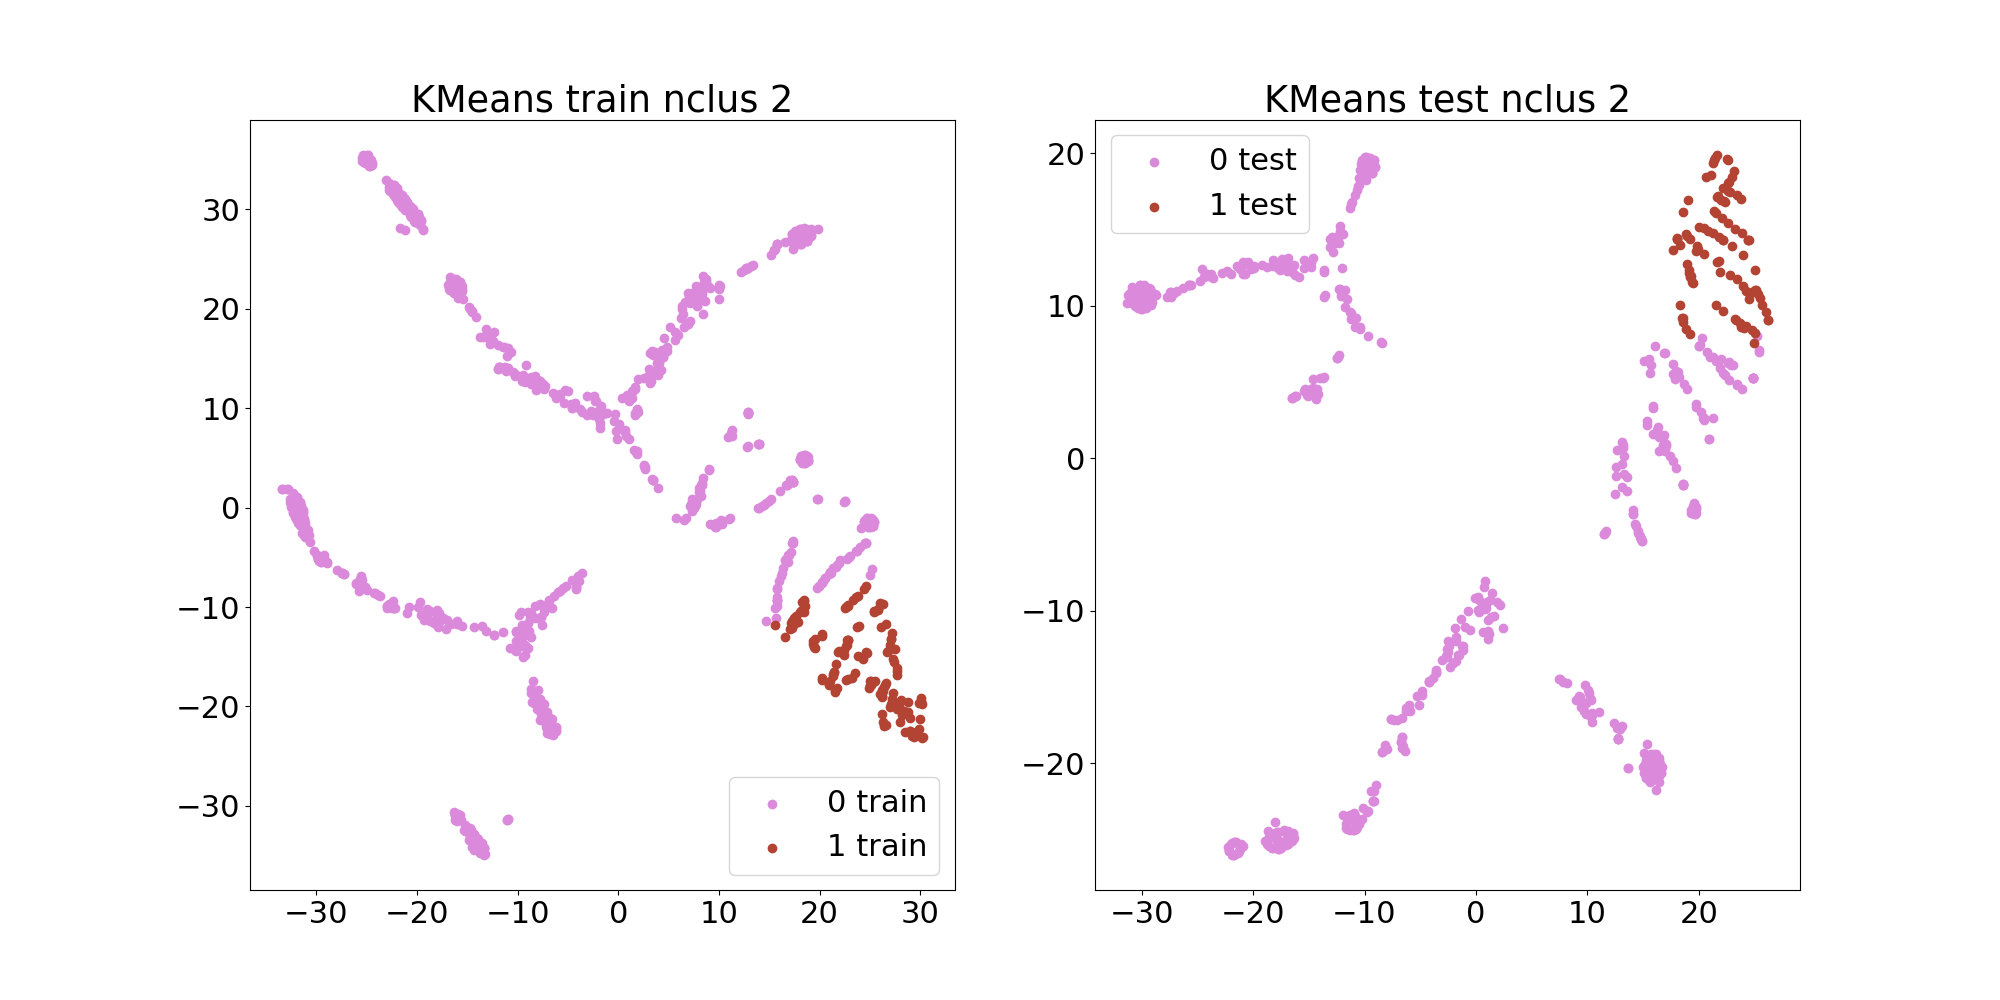 KMeans train nclus 2
30
20
10
0
−10
−20
−30
−30 −20 −10 0 10 20 30
0 train
1 train
KMeans test nclus 2
20
10
0
−10
−20
−30 −20 −10 0 10 20
0 test
1 test